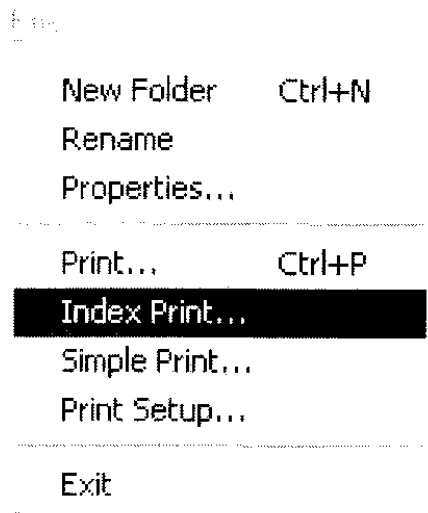 New Folder Ctrl+N
Rename
Properties...
Print... Ctrl+P
Index Print...
Simple Print...
Print Setup...
Exit